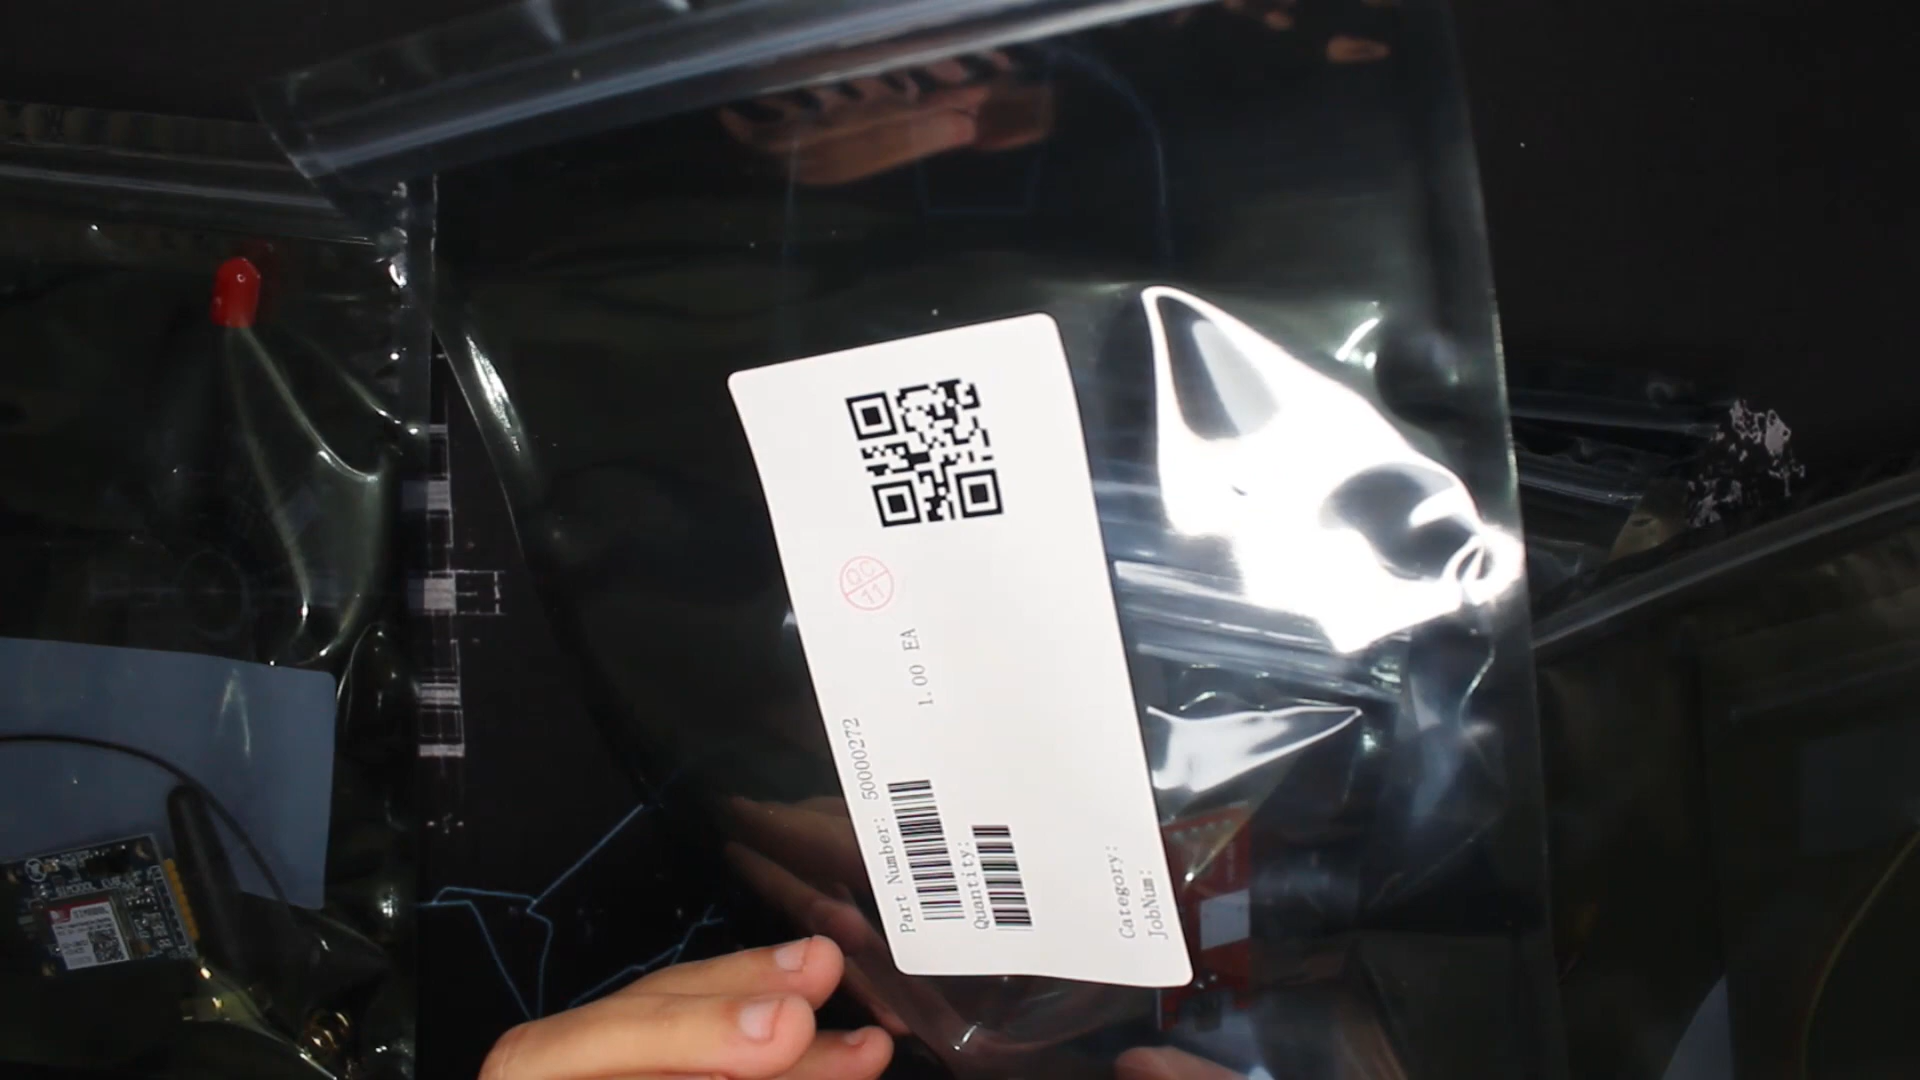 QC
11
Part Number: 50000272
1.00 EA
Quantity:
Category:
JobNum: